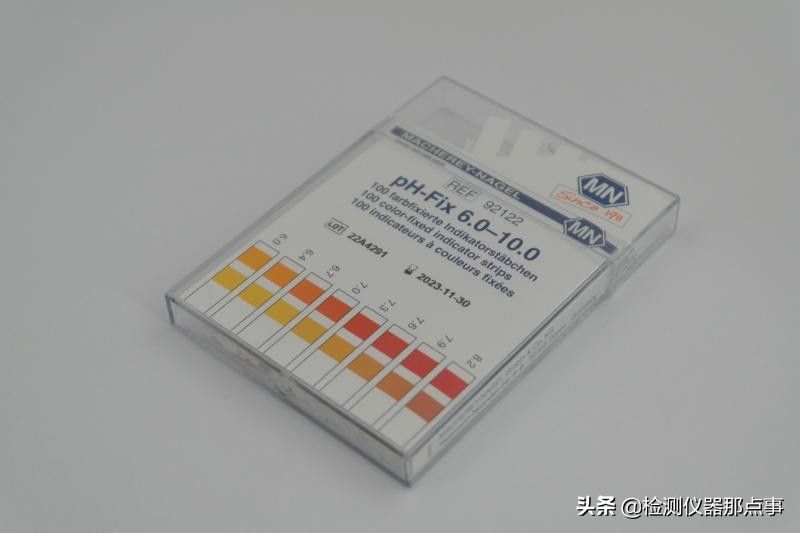 MACHEREY-NAGEL
MN
Since 1911
MN
REF 92122
pH-Fix 6.0–10.0
100 farbfixierte Indikatorstäbchen
100 color-fixed indicator strips
100 indicateurs à couleurs fixées
LOT 22A4291
2023-11-30
6.0 6.4 6.7 7.0 7.3 7.6 7.9 8.2
头条 @检测仪器那点事